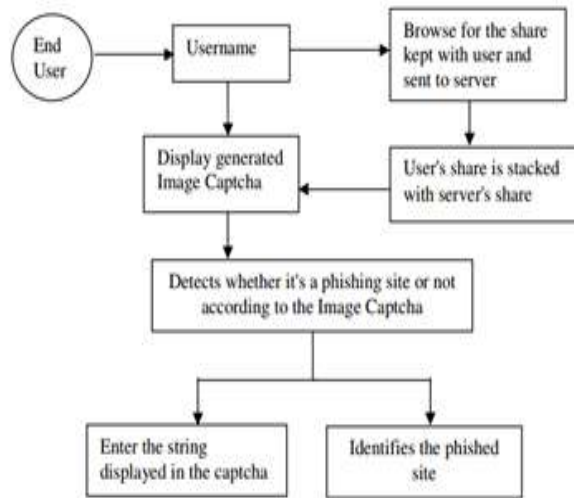 End
User
Username
Browse for the share
kept with user and
sent to server
Display generated
Image Captcha
User's share is stacked
with server's share
Detects whether it's a phishing site or not
according to the Image Captcha
Enter the string
displayed in the captcha
Identifies the phished
site